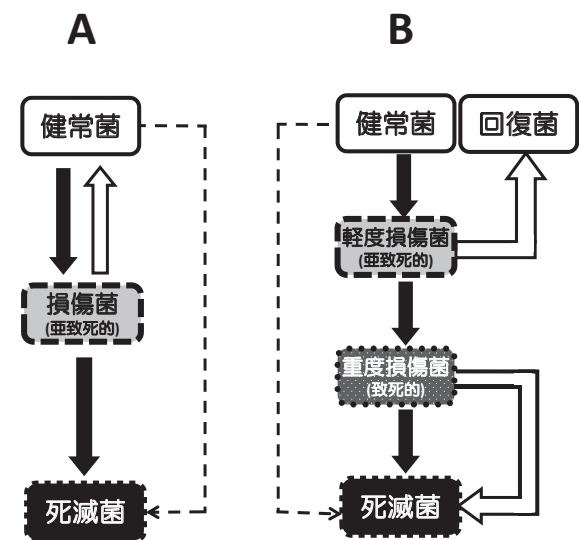 A
健常菌
損傷菌
(亜致死的)
死滅菌
B
健常菌
回復菌
軽度損傷菌
(亜致死的)
重度損傷菌
(致死的)
死滅菌